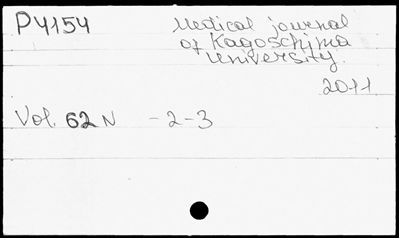 P4154
Medical journal
of Kagoschima
University.
2011
Vol. 62 N -2-3